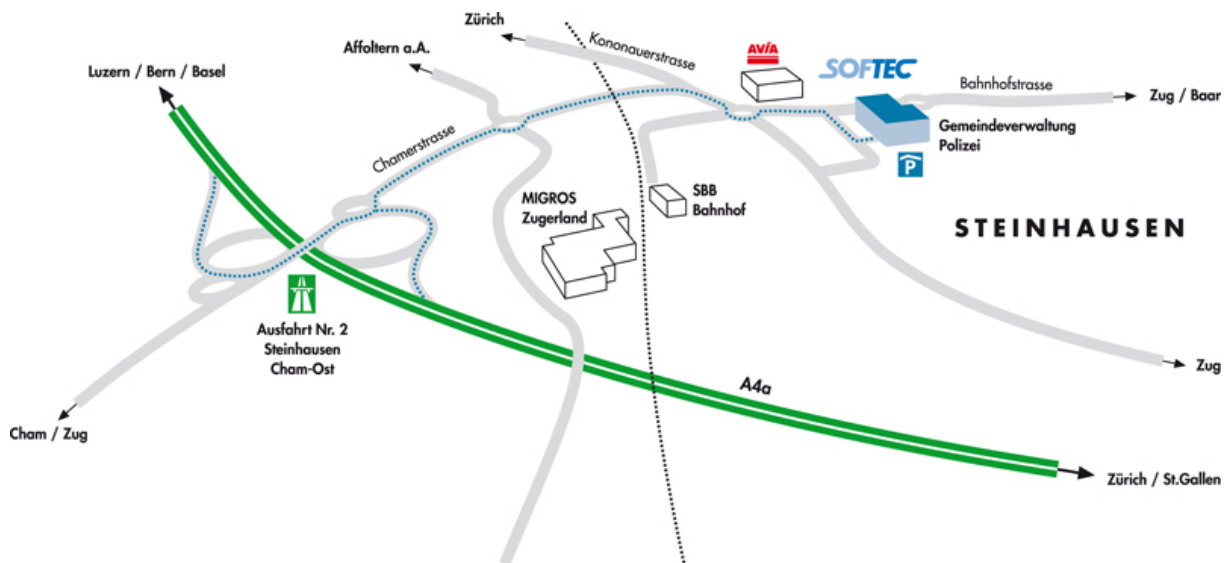 Zürich
Kononauerstrasse
Affoltern a.A.
AVIA
SOFTEC
Luzern / Bern / Basel
Bahnhofstrasse
Zug / Baar
Chamerstrasse
Gemeindeverwaltung
Polizei
P
MIGROS
Zugerland
SBB
Bahnhof
STEINHAUSEN
Ausfahrt Nr. 2
Steinhausen
Cham-Ost
Zug
A4a
Cham / Zug
Zürich / St.Gallen